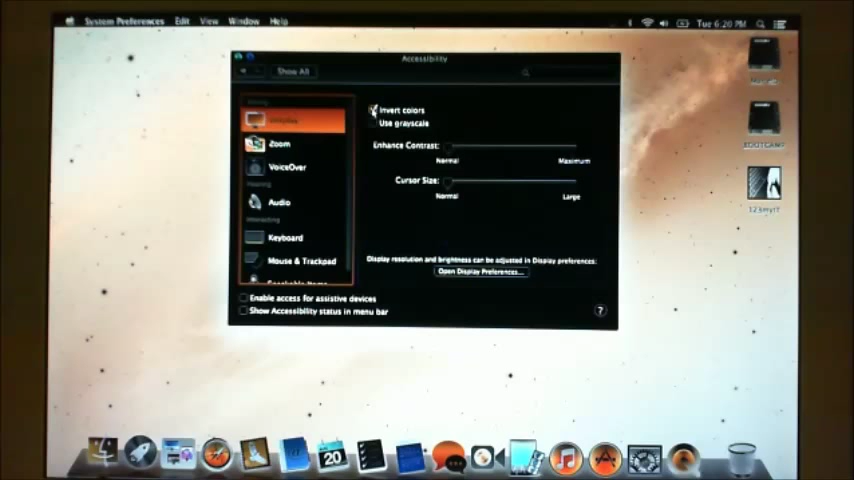 System Preferences Edit View Window Help
Tue 6:20 PM
Accessibility
Show All
Invert colors
Use grayscale
Zoom
Enhance Contrast:
Normal Maximum
VoiceOver
Cursor Size:
Normal Large
Audio
Keyboard
Mouse & Trackpad
Display resolution and brightness can be adjusted in Display preferences:
Open Display Preferences...
Enable access for assistive devices
Show Accessibility status in menu bar
?
BOOTCAMP
20